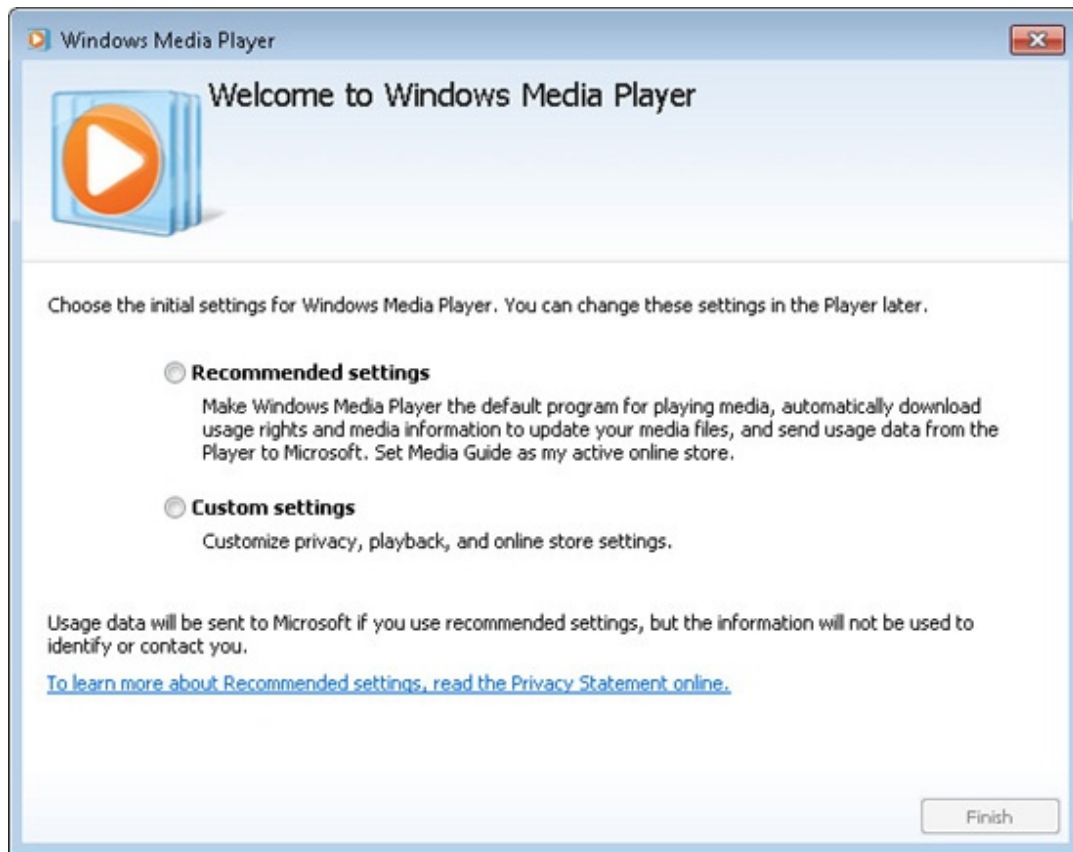 Windows Media Player
Welcome to Windows Media Player
Choose the initial settings for Windows Media Player. You can change these settings in the Player later.
Recommended settings
Make Windows Media Player the default program for playing media, automatically download
usage rights and media information to update your media files, and send usage data from the
Player to Microsoft. Set Media Guide as my active online store.
Custom settings
Customize privacy, playback, and online store settings.
Usage data will be sent to Microsoft if you use recommended settings, but the information will not be used to
identify or contact you.
To learn more about Recommended settings, read the Privacy Statement online.
Finish